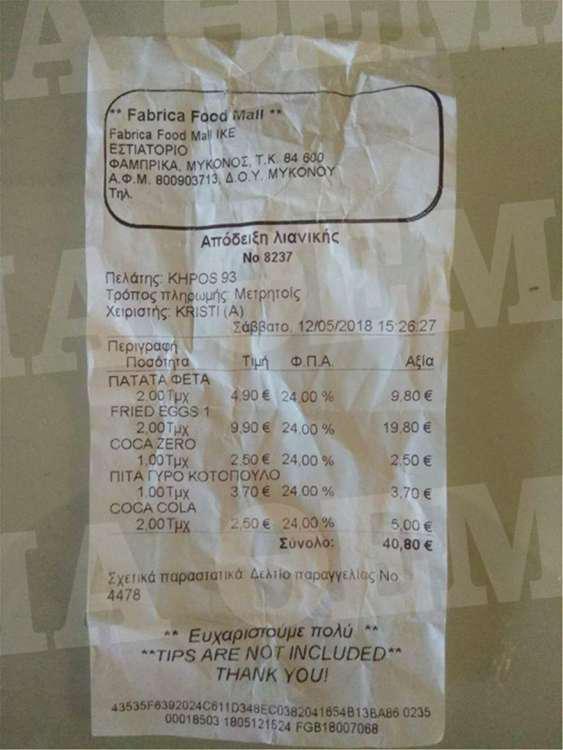 ** Fabrica Food Mall **
Fabrica Food Mall IKE
ΕΣΤΙΑΤΟΡΙΟ
ΦΑΜΠΡΙΚΑ, ΜΥΚΟΝΟΣ, Τ.Κ. 84 600
Α.Φ.Μ. 800903713, Δ.Ο.Υ. ΜΥΚΟΝΟΥ
Τηλ.
Απόδειξη λιανικής
No 8237
Πελάτης: ΚΗΡΟS 93
Τρόπος πληρωμής: Μετρητοίς
Χειριστής: KRISTI (A)
Σάββατο, 12/05/2018 15:26:27
Περιγραφή
Ποσότητα Τιμή Φ.Π.Α. Αξία
ΠΑΤΑΤΑ ΦΕΤΑ
2,00Τμχ 4,90 € 24,00 % 9,80 €
FRIED EGGS 1
2,00Τμχ 9,90 € 24,00 % 19,80 €
COCA ZERO
1,00Τμχ 2,50 € 24,00 % 2,50 €
ΠΙΤΑ ΓΥΡΟ ΚΟΤΟΠΟΥΛΟ
1,00Τμχ 3,70 € 24,00 % 3,70 €
COCA COLA
2,00Τμχ 2,50 € 24,00 % 5,00 €
Σύνολο: 40,80 €
Σχετικά παραστατικά: Δελτίο παραγγελίας Νο
4478
** Ευχαριστούμε πολύ **
**TIPS ARE NOT INCLUDED**
THANK YOU!
43535F6392024C611D348EC0382041654B13BA86 0235
00018503 1805121524 FGB18007068